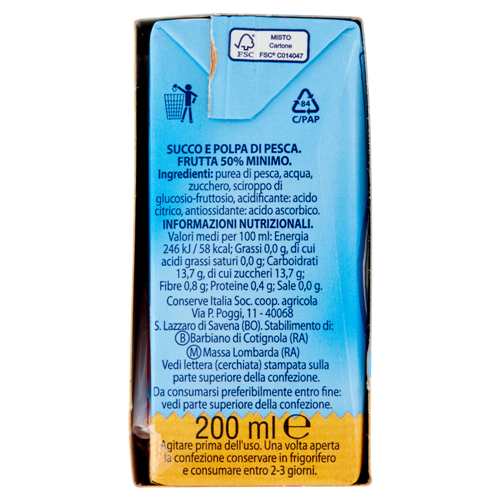 MISTO
Cartone
FSC
FSC® C014047
84
C/PAP
SUCCO E POLPA DI PESCA.
FRUTTA 50% MINIMO.
Ingredienti: purea di pesca, acqua,
zucchero, sciroppo di
glucosio-fruttosio, acidificante: acido
citrico, antiossidante: acido ascorbico.
INFORMAZIONI NUTRIZIONALI.
Valori medi per 100 ml: Energia
246 kJ / 58 kcal; Grassi 0,0 g, di cui
acidi grassi saturi 0,0 g; Carboidrati
13,7 g, di cui zuccheri 13,7 g;
Fibre 0,8 g; Proteine 0,4 g; Sale 0,0 g.
Conserve Italia Soc. coop. agricola
Via P. Poggi, 11 - 40068
S. Lazzaro di Savena (BO). Stabilimento di:
B Barbiano di Cotignola (RA)
M Massa Lombarda (RA)
Vedi lettera (cerchiata) stampata sulla
parte superiore della confezione.
Da consumarsi preferibilmente entro fine:
vedi parte superiore della confezione.
200 ml e
Agitare prima dell'uso. Una volta aperta
la confezione conservare in frigorifero
e consumare entro 2-3 giorni.